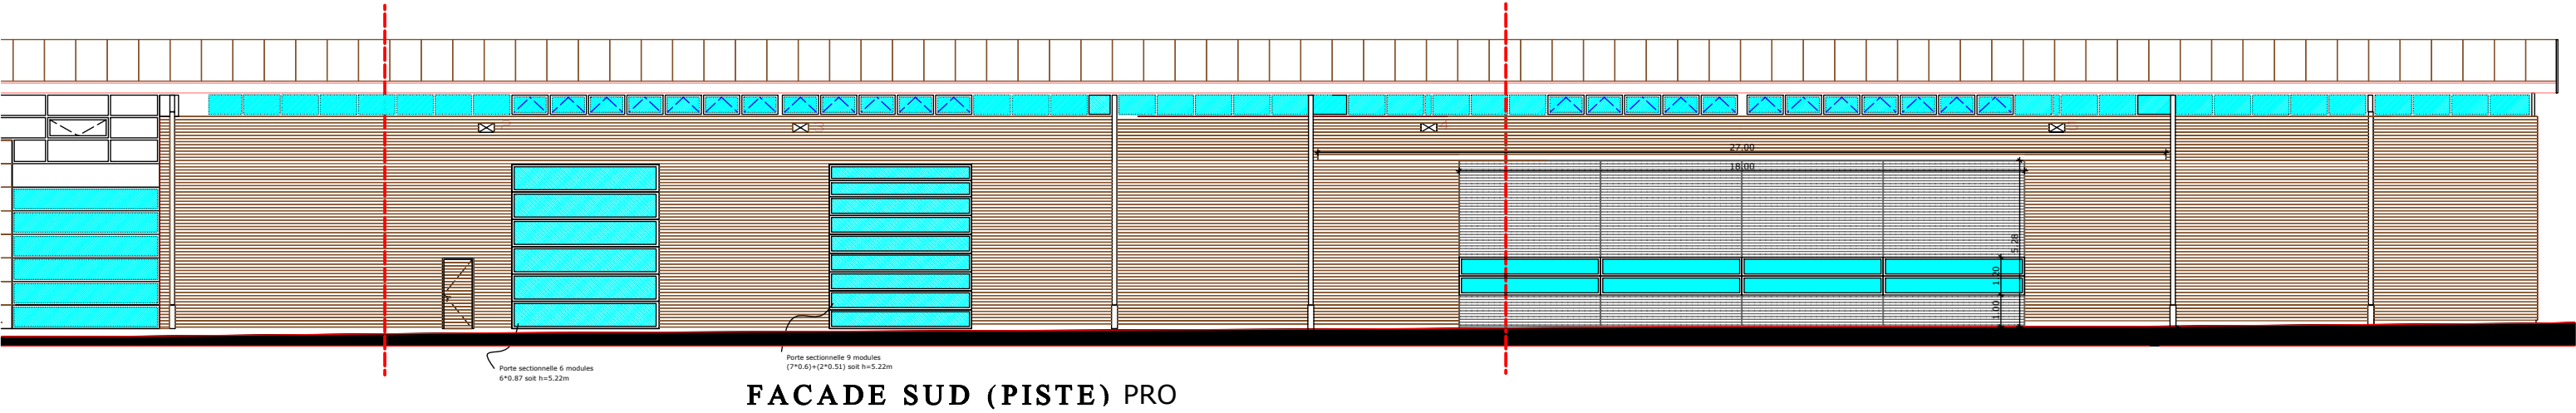 27.00
18.00
5.28
1.20
1.00
Porte sectionnelle 6 modules
6*0.87 soit h=5.22m
Porte sectionnelle 9 modules
(7*0.6)+(2*0.51) soit h=5.22m
FACADE SUD (PISTE) PRO